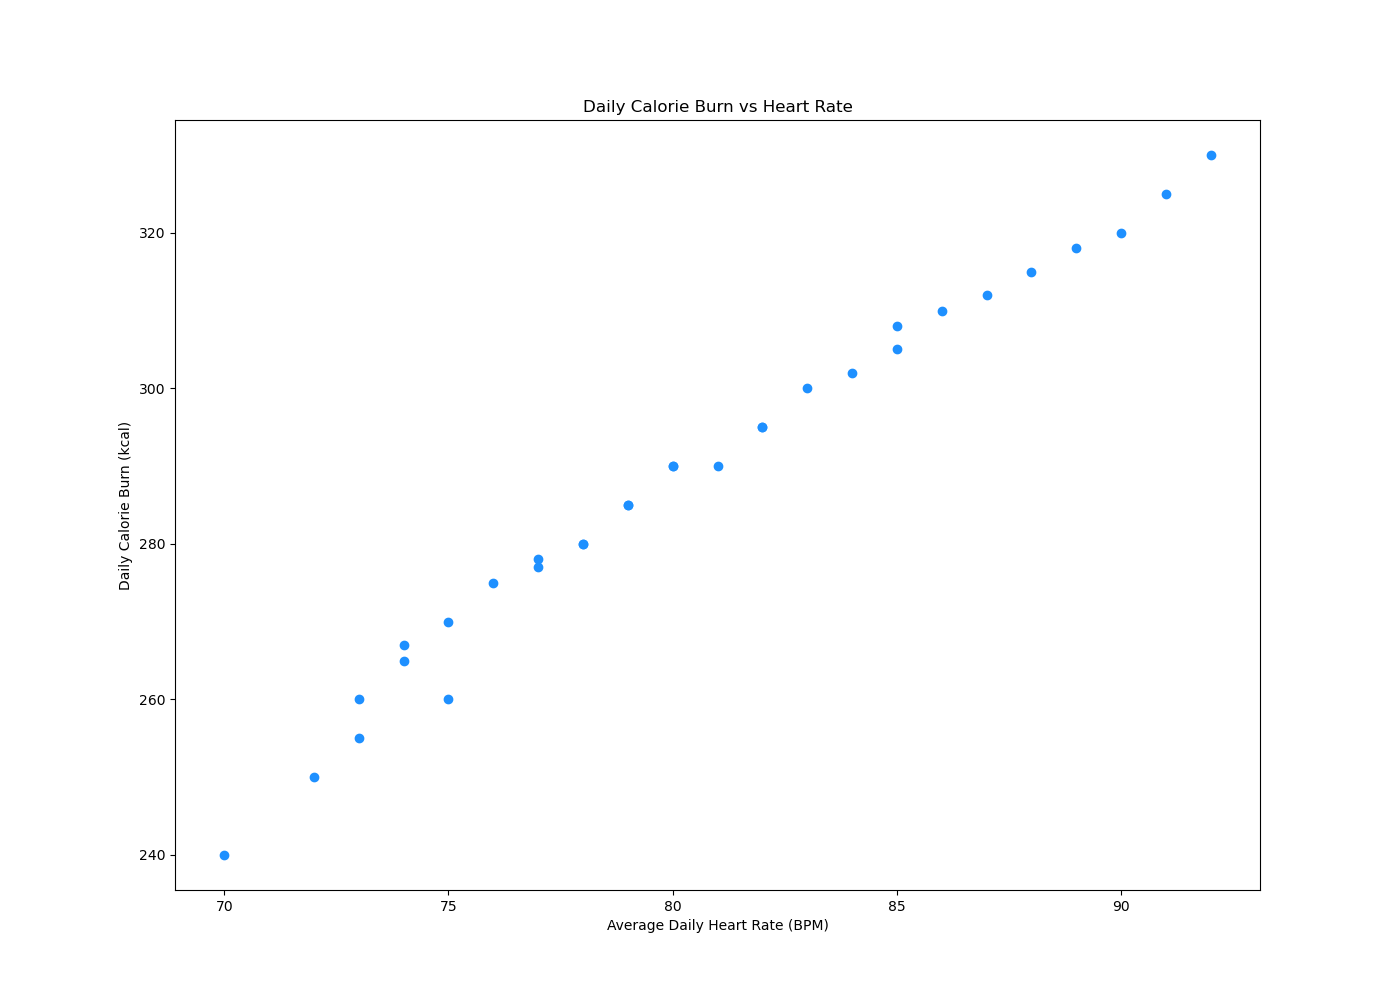 Daily Calorie Burn vs Heart Rate
320
300
280
260
240
Daily Calorie Burn (kcal)
70 75 80 85 90
Average Daily Heart Rate (BPM)